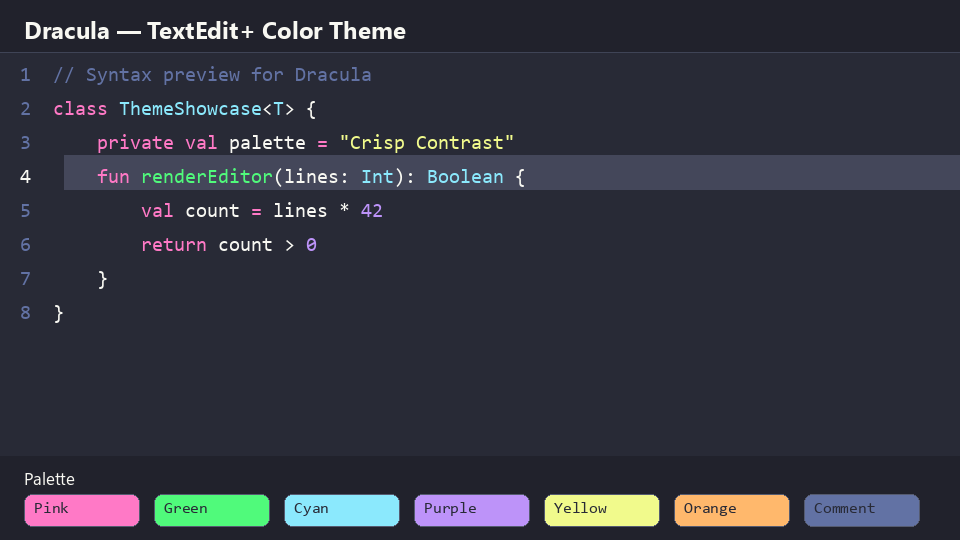 Dracula — TextEdit+ Color Theme
1 // Syntax preview for Dracula
2 class ThemeShowcase<T> {
3     private val palette = "Crisp Contrast"
4     fun renderEditor(lines: Int): Boolean {
5         val count = lines * 42
6         return count > 0
7     }
8 }
Palette
Pink Green Cyan Purple Yellow Orange Comment